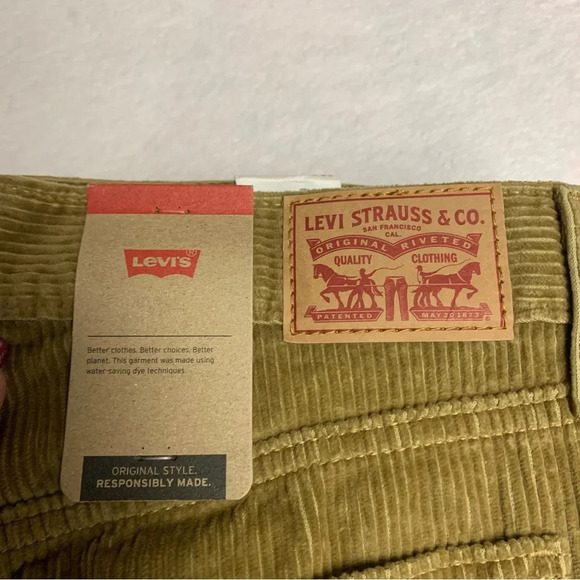 LEVI'S
®
Better clothes. Better choices. Better
planet. This garment was made using
water-saving dye techniques.
ORIGINAL STYLE.
RESPONSIBLY MADE.
LEVI STRAUSS & CO.
SAN FRANCISCO
CAL.
ORIGINAL RIVETED
QUALITY CLOTHING
PATENTED MAY 20 1873